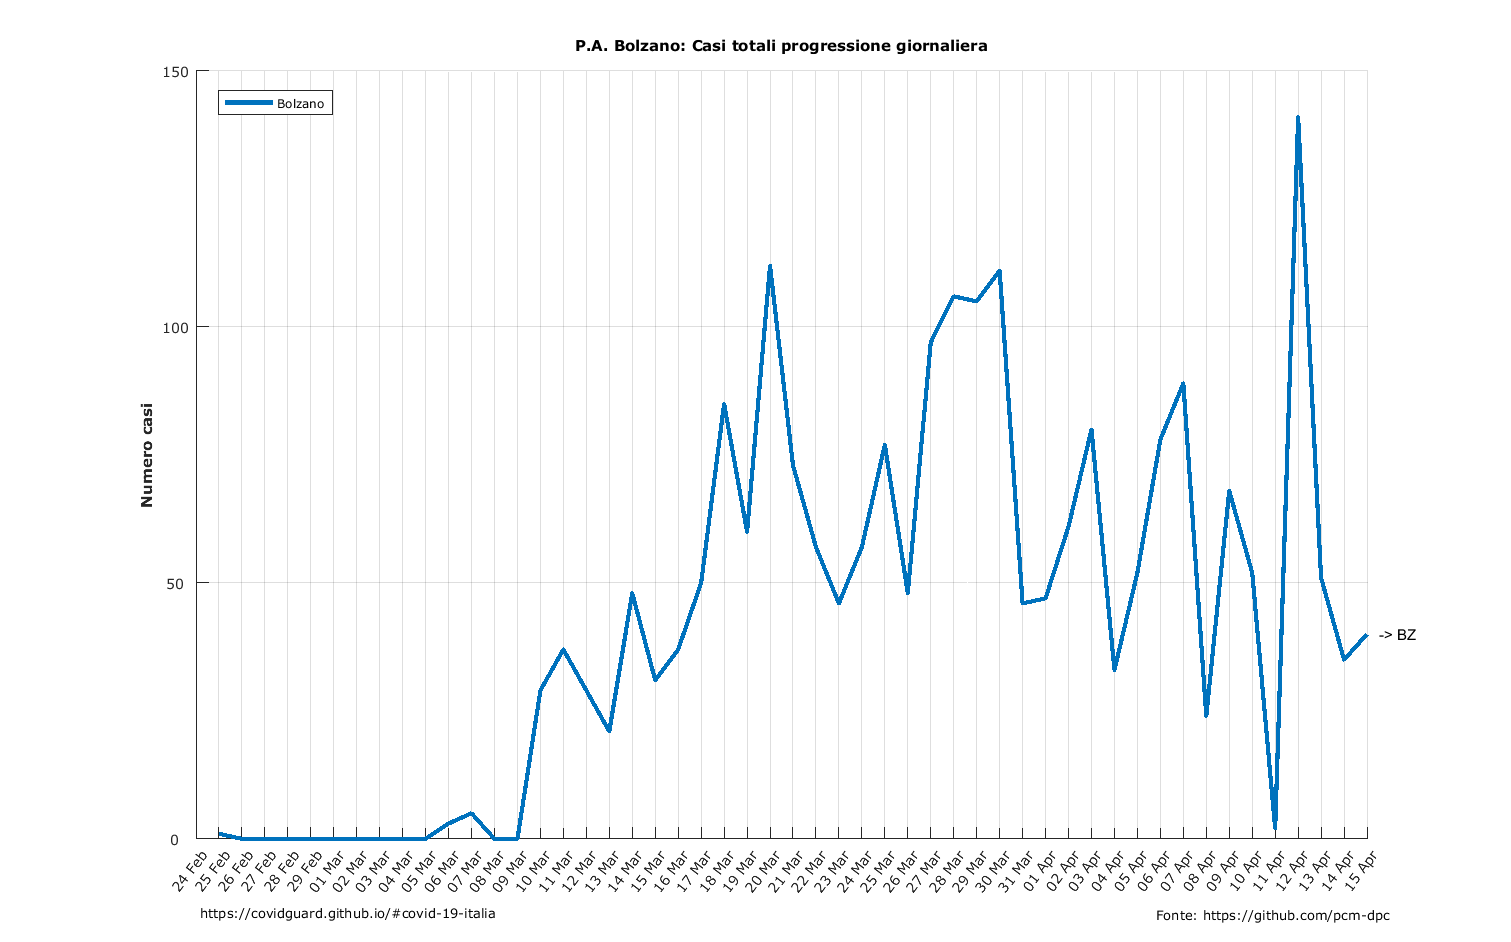 P.A. Bolzano: Casi totali progressione giornaliera
150
Bolzano
100
Numero casi
50
-> BZ
0
24 Feb
25 Feb
26 Feb
27 Feb
28 Feb
29 Feb
01 Mar
02 Mar
03 Mar
04 Mar
05 Mar
06 Mar
07 Mar
08 Mar
09 Mar
10 Mar
11 Mar
12 Mar
13 Mar
14 Mar
15 Mar
16 Mar
17 Mar
18 Mar
19 Mar
20 Mar
21 Mar
22 Mar
23 Mar
24 Mar
25 Mar
26 Mar
27 Mar
28 Mar
29 Mar
30 Mar
31 Mar
01 Apr
02 Apr
03 Apr
04 Apr
05 Apr
06 Apr
07 Apr
08 Apr
09 Apr
10 Apr
11 Apr
12 Apr
13 Apr
14 Apr
15 Apr
https://covidguard.github.io/#covid-19-italia
Fonte: https://github.com/pcm-dpc